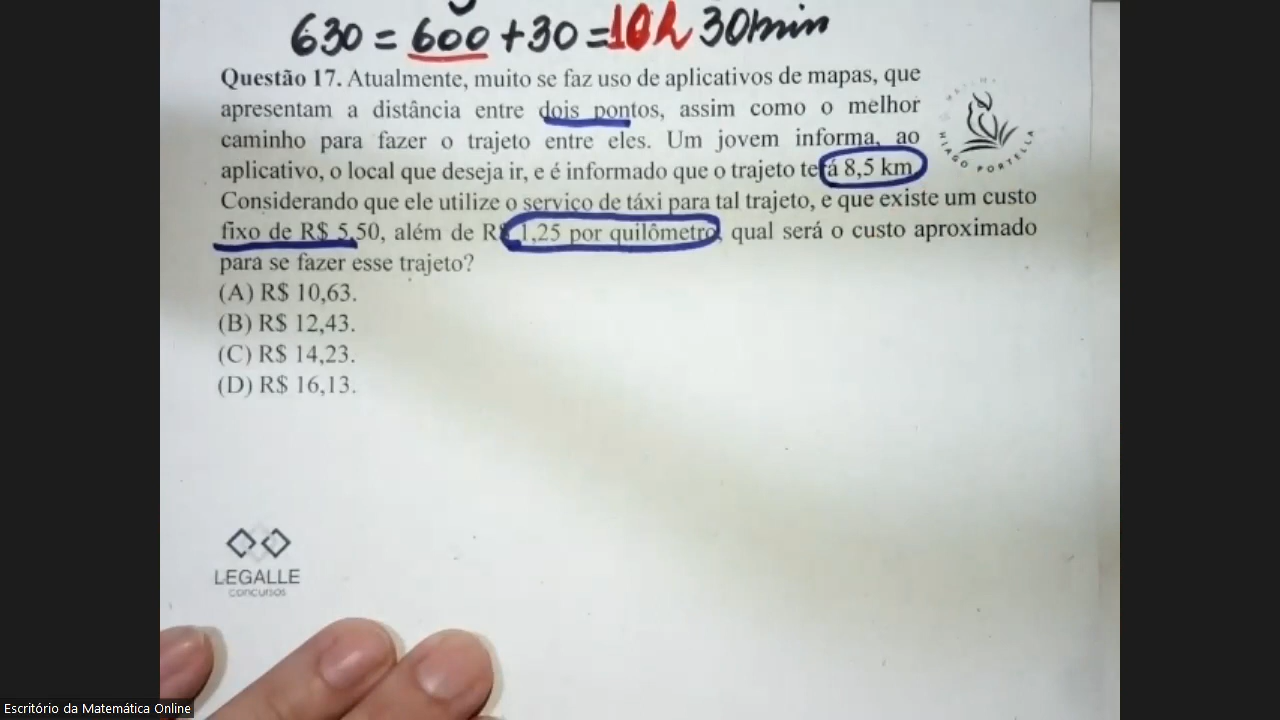 630 = 600 + 30 = 10h 30min
Questão 17. Atualmente, muito se faz uso de aplicativos de mapas, que
apresentam a distância entre dois pontos, assim como o melhor
caminho para fazer o trajeto entre eles. Um jovem informa, ao
aplicativo, o local que deseja ir, e é informado que o trajeto terá 8,5 km.
Considerando que ele utilize o serviço de táxi para tal trajeto, e que existe um custo
fixo de R$ 5,50, além de R$ 1,25 por quilômetro, qual será o custo aproximado
para se fazer esse trajeto?
(A) R$ 10,63.
(B) R$ 12,43.
(C) R$ 14,23.
(D) R$ 16,13.
LEGALLE
concursos
Escritório da Matemática Online